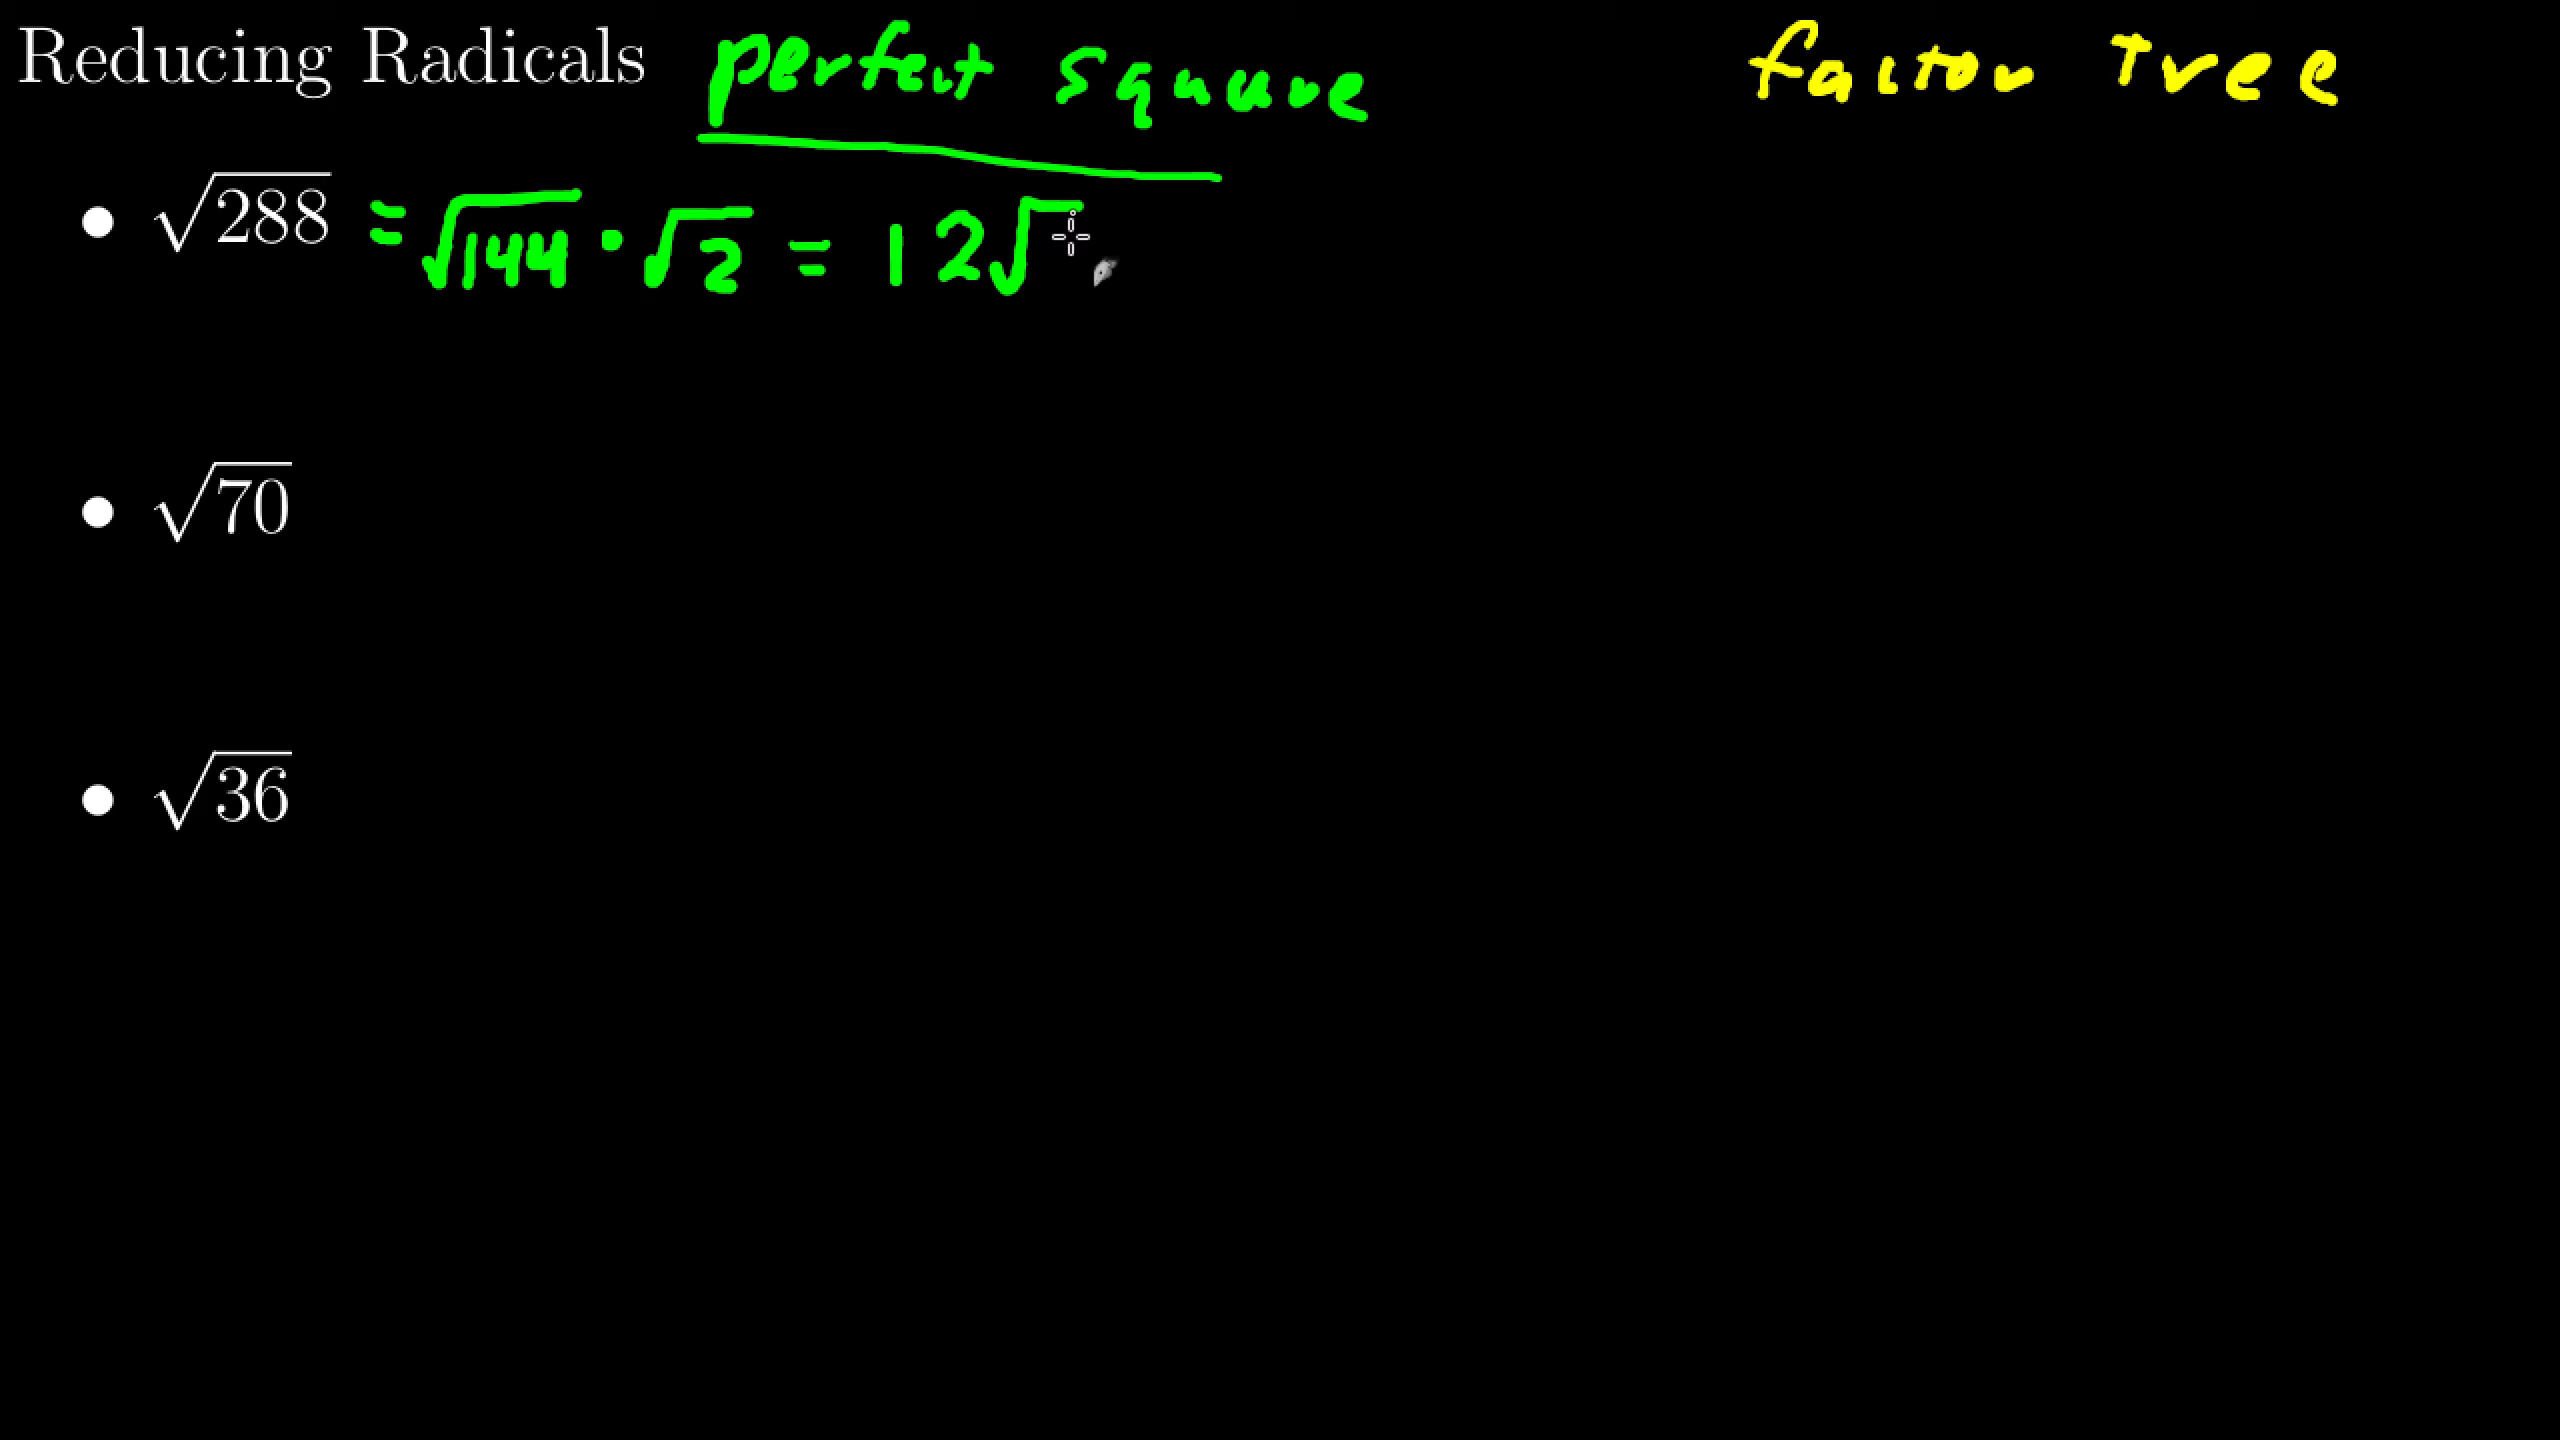 Reducing Radicals perfect square factor Tree
• √288 = √144 · √2 = 12√
• √70
• √36